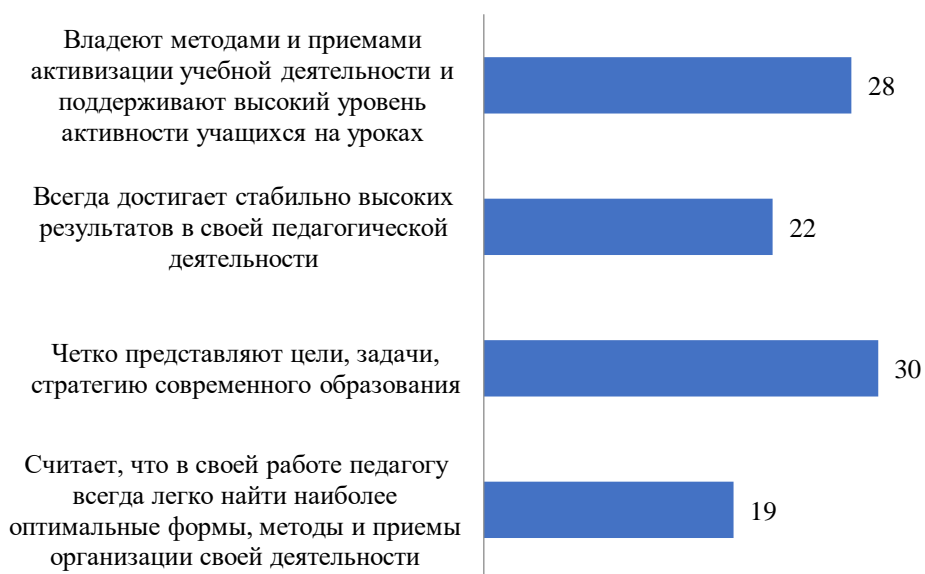 Владеют методами и приемами
активизации учебной деятельности и
поддерживают высокий уровень
активности учащихся на уроках
28
Всегда достигает стабильно высоких
результатов в своей педагогической
деятельности
22
Четко представляют цели, задачи,
стратегию современного образования
30
Считает, что в своей работе педагогу
всегда легко найти наиболее
оптимальные формы, методы и приемы
организации своей деятельности
19